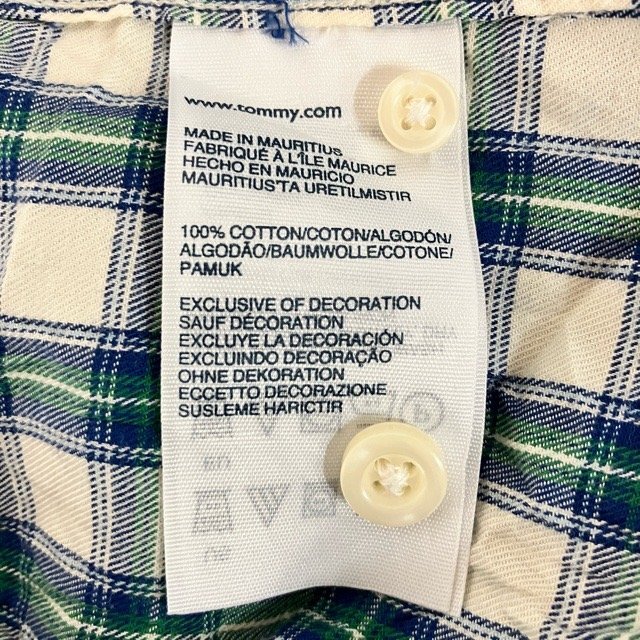 www.tommy.com
MADE IN MAURITIUS
FABRIQUÉ À L'ÎLE MAURICE
HECHO EN MAURICIO
MAURITIUS'TA URETILMISTIR
100% COTTON/COTON/ALGODÓN/
ALGODÃO/BAUMWOLLE/COTONE/
PAMUK
EXCLUSIVE OF DECORATION
SAUF DÉCORATION
EXCLUYE LA DECORACIÓN
EXCLUINDO DECORAÇÃO
OHNE DEKORATION
ECCETTO DECORAZIONE
SUSLEME HARICTIR